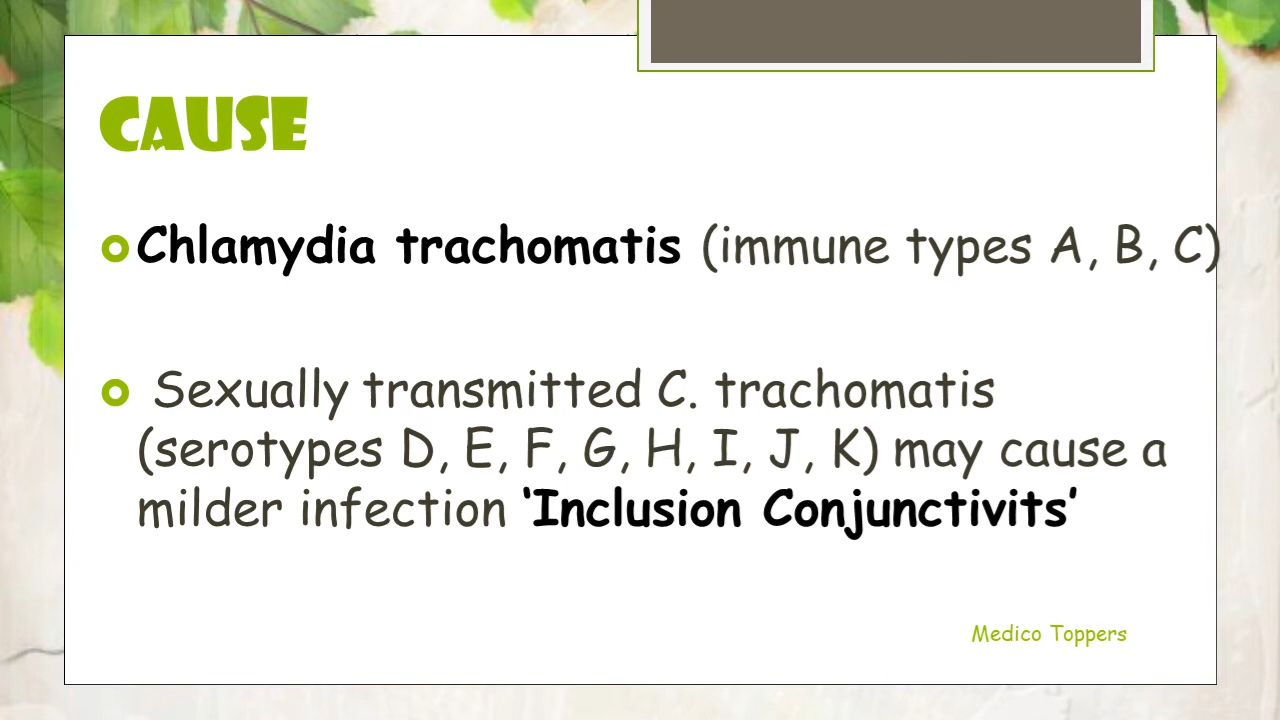 CAUSE
Chlamydia trachomatis (immune types A, B, C)
Sexually transmitted C. trachomatis
(serotypes D, E, F, G, H, I, J, K) may cause a
milder infection ‘Inclusion Conjunctivits’
Medico Toppers